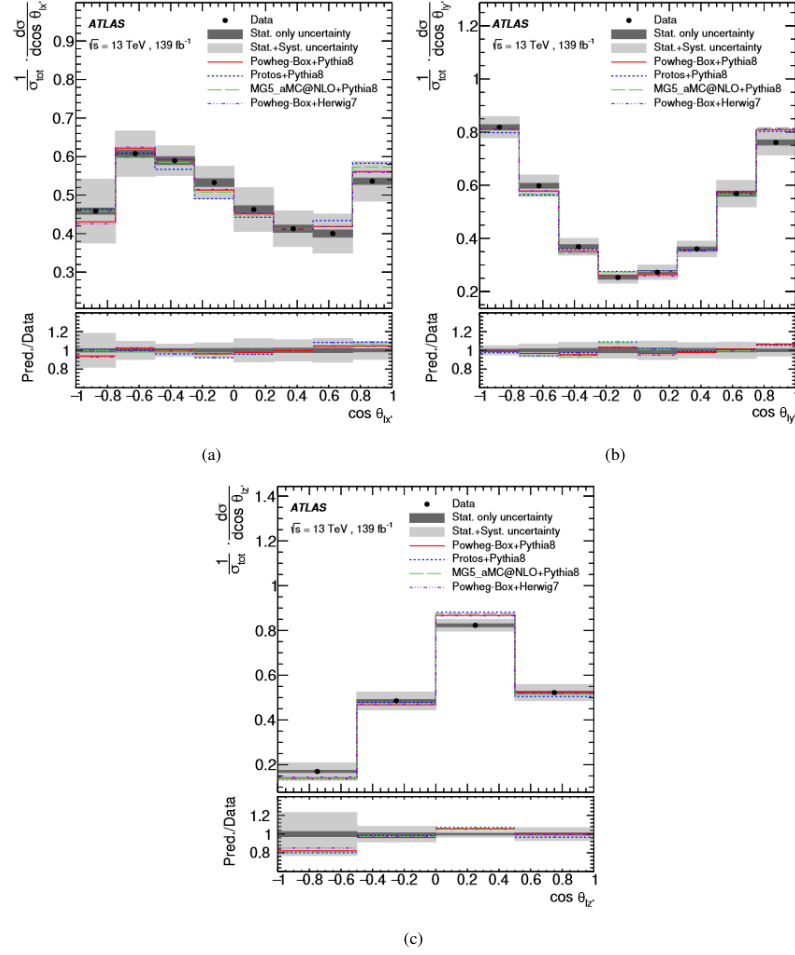 ATLAS
√s = 13 TeV , 139 fb⁻¹
Data
Stat. only uncertainty
Stat.+Syst. uncertainty
Powheg-Box+Pythia8
Protos+Pythia8
MG5_aMC@NLO+Pythia8
Powheg-Box+Herwig7
1/σtot · dσ/dcos θlx'
1
0.9
0.8
0.7
0.6
0.5
0.4
0.3
Pred./Data
1.2
1
0.8
−1 −0.8 −0.6 −0.4 −0.2 0 0.2 0.4 0.6 0.8 1
cos θlx'
(a)
ATLAS
√s = 13 TeV , 139 fb⁻¹
Data
Stat. only uncertainty
Stat.+Syst. uncertainty
Powheg-Box+Pythia8
Protos+Pythia8
MG5_aMC@NLO+Pythia8
Powheg-Box+Herwig7
1/σtot · dσ/dcos θly'
1.2
1
0.8
0.6
0.4
0.2
Pred./Data
1.2
1
0.8
−1 −0.8 −0.6 −0.4 −0.2 0 0.2 0.4 0.6 0.8 1
cos θly'
(b)
ATLAS
√s = 13 TeV , 139 fb⁻¹
Data
Stat. only uncertainty
Stat.+Syst. uncertainty
Powheg-Box+Pythia8
Protos+Pythia8
MG5_aMC@NLO+Pythia8
Powheg-Box+Herwig7
1/σtot · dσ/dcos θlz'
1.4
1.2
1
0.8
0.6
0.4
0.2
Pred./Data
1.2
1
0.8
−1 −0.8 −0.6 −0.4 −0.2 0 0.2 0.4 0.6 0.8 1
cos θlz'
(c)